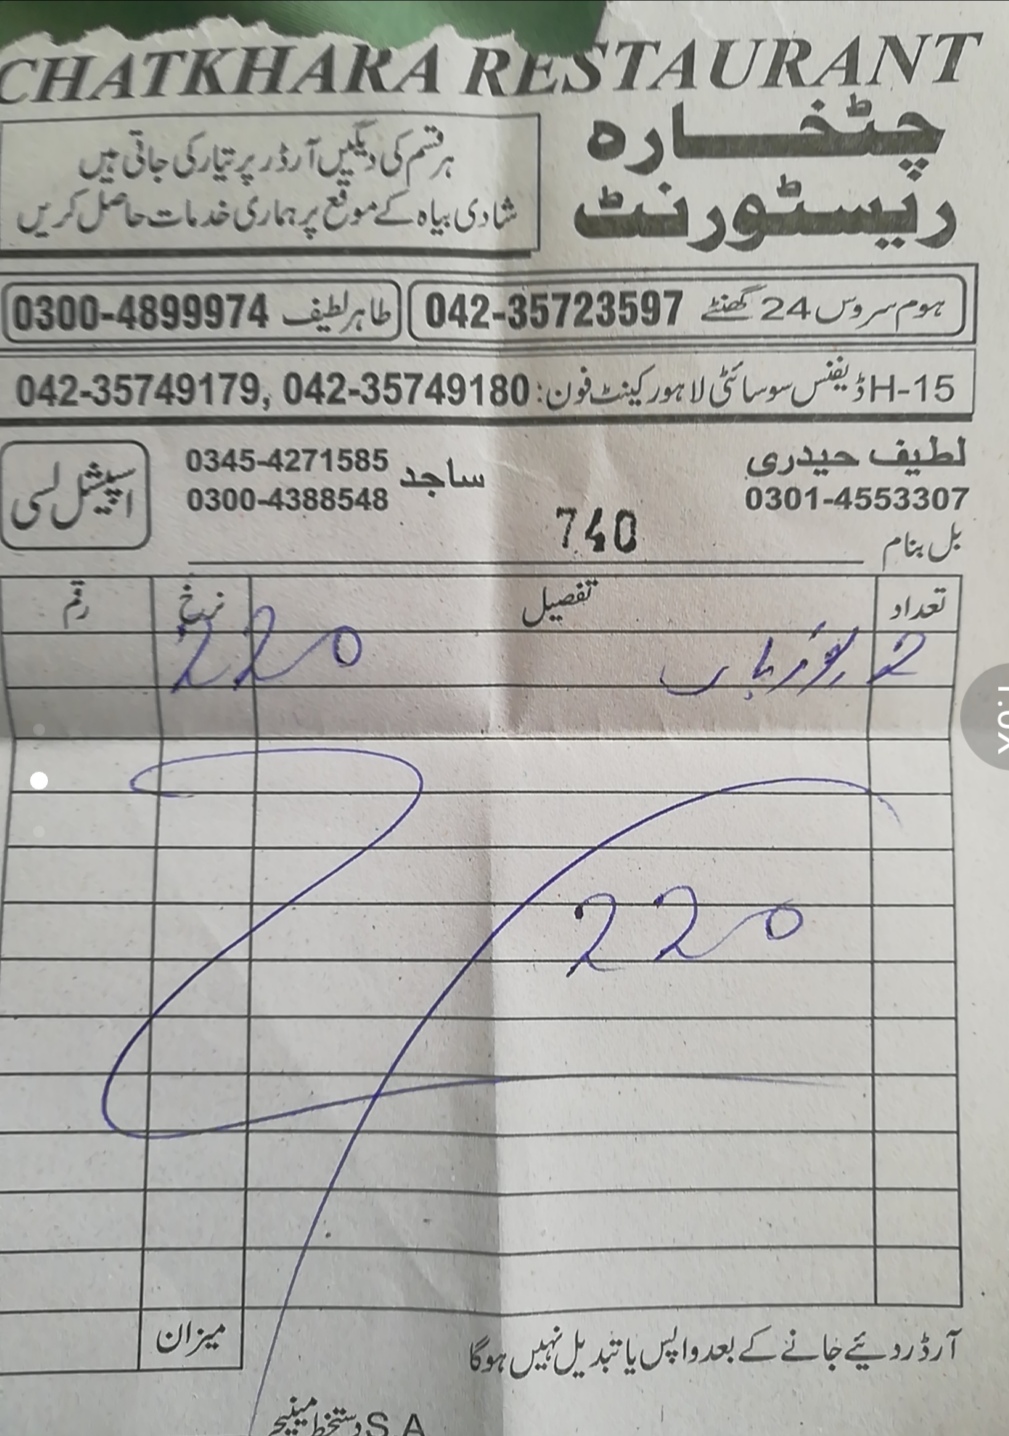 CHATKHARA RESTAURANT
چٹخارہ
ریسٹورنٹ
ہر قسم کی دیگیں آرڈر پر تیار کی جاتی ہیں
شادی بیاہ کے موقع پر ہماری خدمات حاصل کریں
ہوم سروس 24 گھنٹے 042-35723597
طاہر لطیف 0300-4899974
H-15 ڈیفنس سوسائٹی لاہور کینٹ فون: 042-35749179, 042-35749180
لطیف حیدری
0301-4553307
ساجد 0345-4271585
0300-4388548
اسپیشل لسی
740
بل بنام
تعداد تفصیل نرخ رقم
2 220
220
میزان
آرڈر دیئے جانے کے بعد واپس یا تبدیل نہیں ہوگا
دستخط مینیجر
S.A